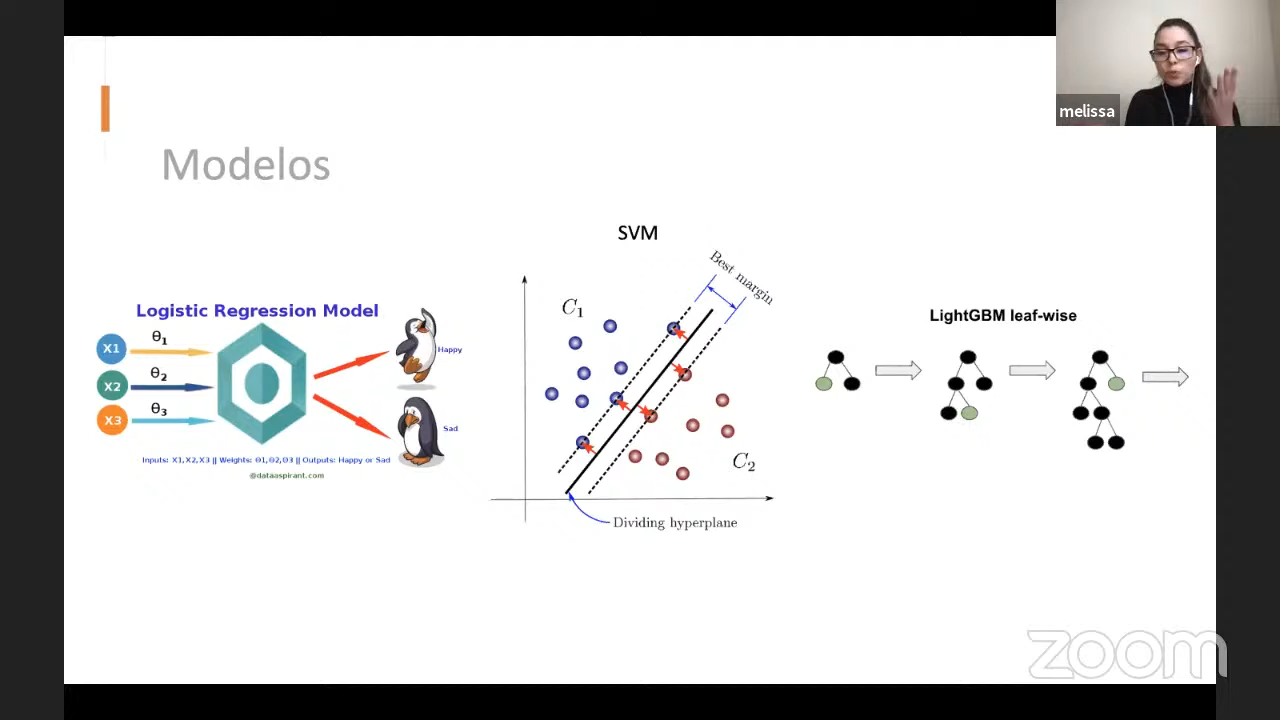 melissa
Modelos
Logistic Regression Model
X1
θ1
X2
θ2
X3
θ3
Happy
Sad
Inputs: X1,X2,X3 || Weights: Θ1,Θ2,Θ3 || Outputs: Happy or Sad
@dataaspirant.com
SVM
Best margin
C1
C2
Dividing hyperplane
LightGBM leaf-wise
zoom